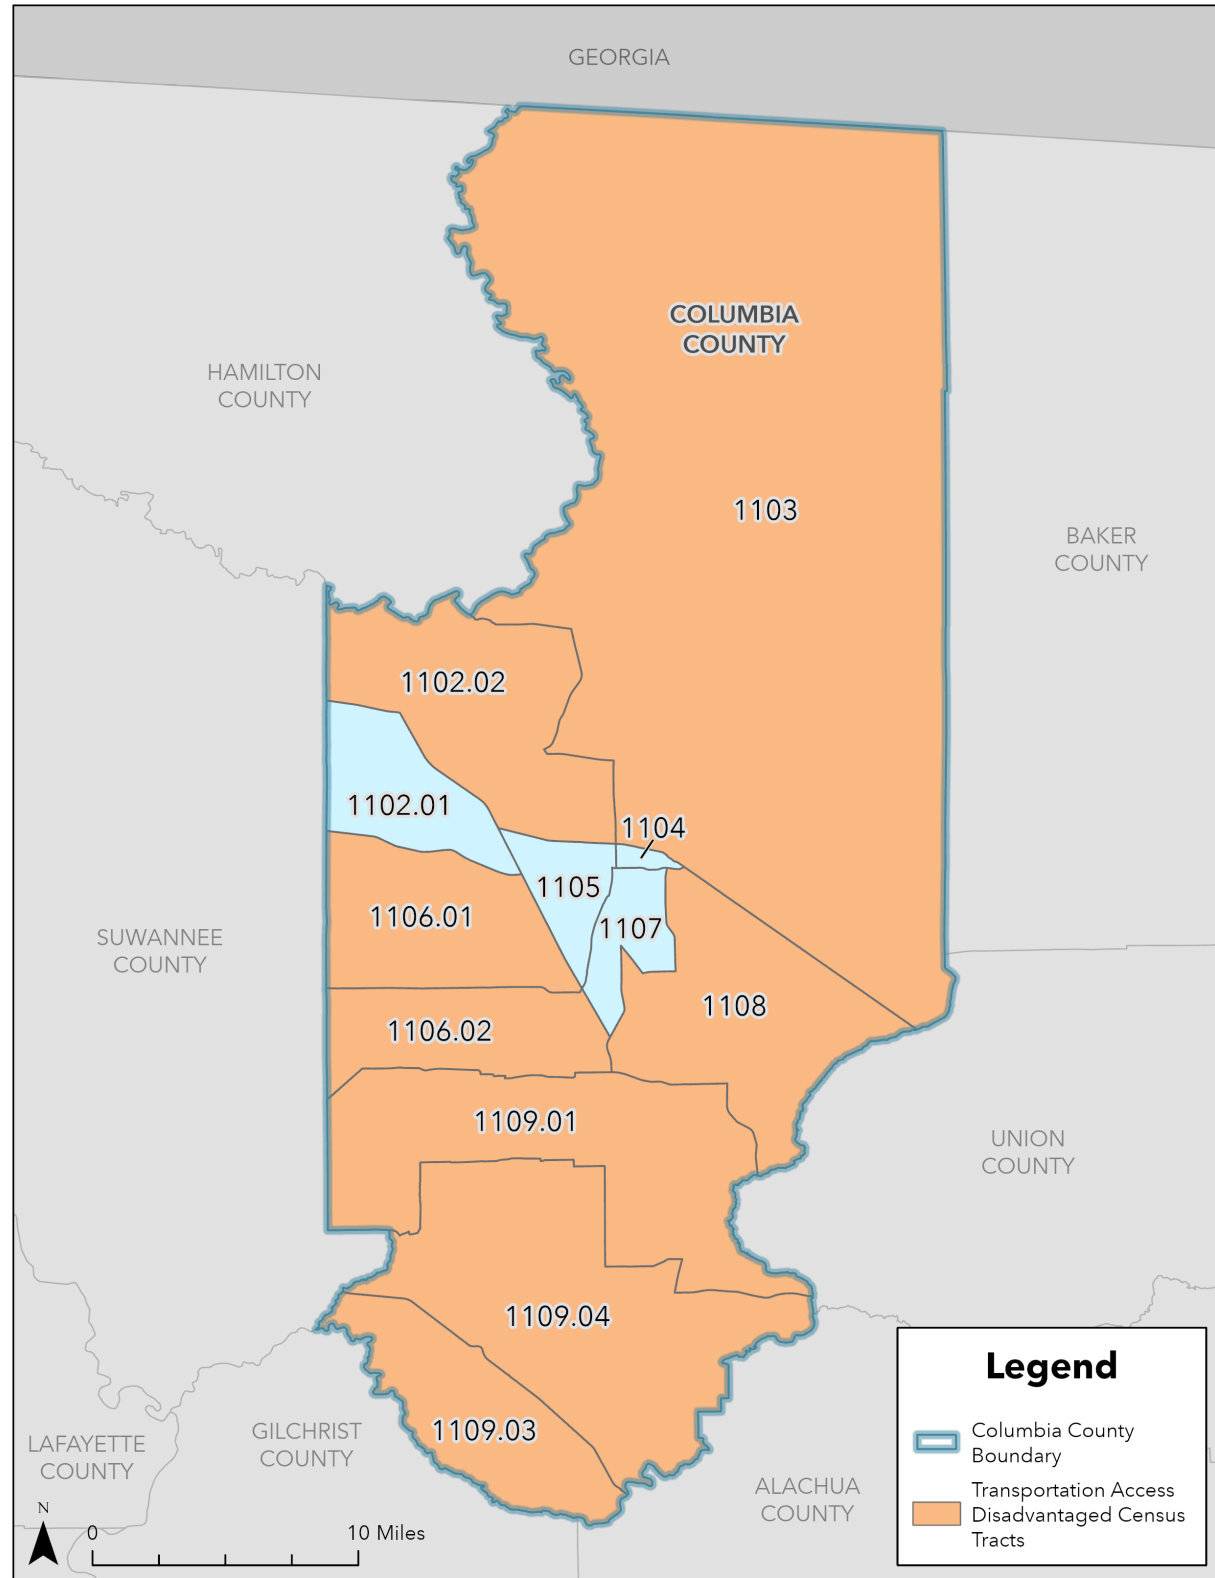 GEORGIA
COLUMBIA
COUNTY
HAMILTON
COUNTY
1103
BAKER
COUNTY
1102.02
1102.01
1104
1105
1106.01
1107
SUWANNEE
COUNTY
1108
1106.02
1109.01
UNION
COUNTY
1109.04
1109.03
GILCHRIST
COUNTY
LAFAYETTE
COUNTY
ALACHUA
COUNTY
N
0
10 Miles
Legend
Columbia County
Boundary
Transportation Access
Disadvantaged Census
Tracts